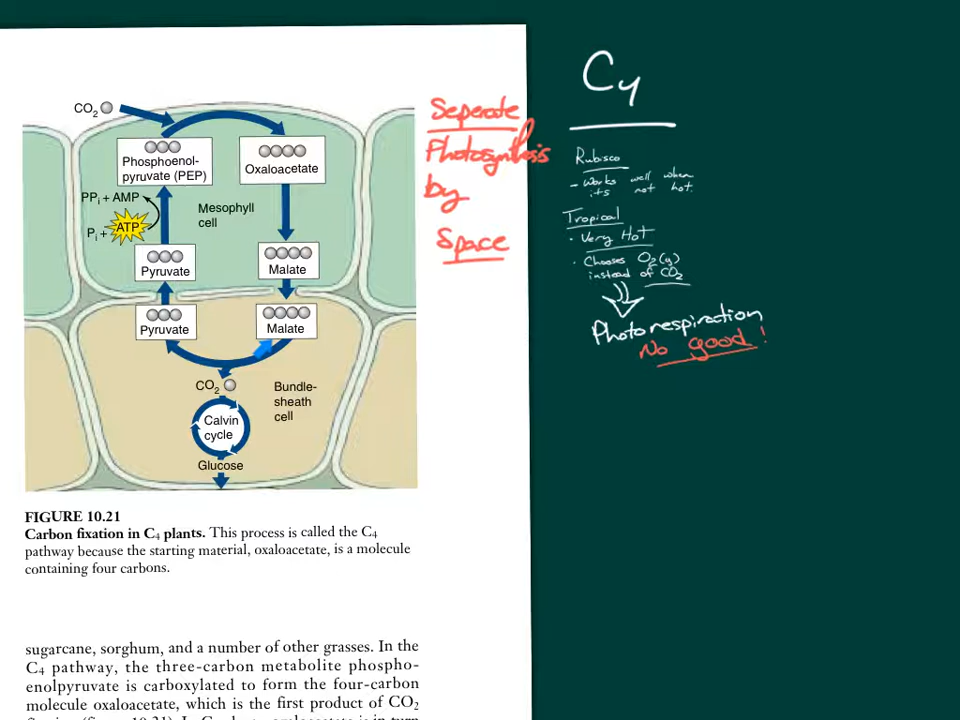 CO2
Phosphoenol-
pyruvate (PEP)
Oxaloacetate
PPi + AMP
Pi + ATP
Mesophyll
cell
Pyruvate
Malate
Pyruvate
Malate
CO2
Bundle-
sheath
cell
Calvin
cycle
Glucose
FIGURE 10.21
Carbon fixation in C4 plants. This process is called the C4
pathway because the starting material, oxaloacetate, is a molecule
containing four carbons.
sugarcane, sorghum, and a number of other grasses. In the
C4 pathway, the three-carbon metabolite phospho-
enolpyruvate is carboxylated to form the four-carbon
molecule oxaloacetate, which is the first product of CO2
Seperate
Photosynthesis
by
Space
C4
Rubisco
- Works well when
its not hot.
Tropical
• Very Hot
• Chooses O2(g)
instead of CO2
Photorespiration
No good!